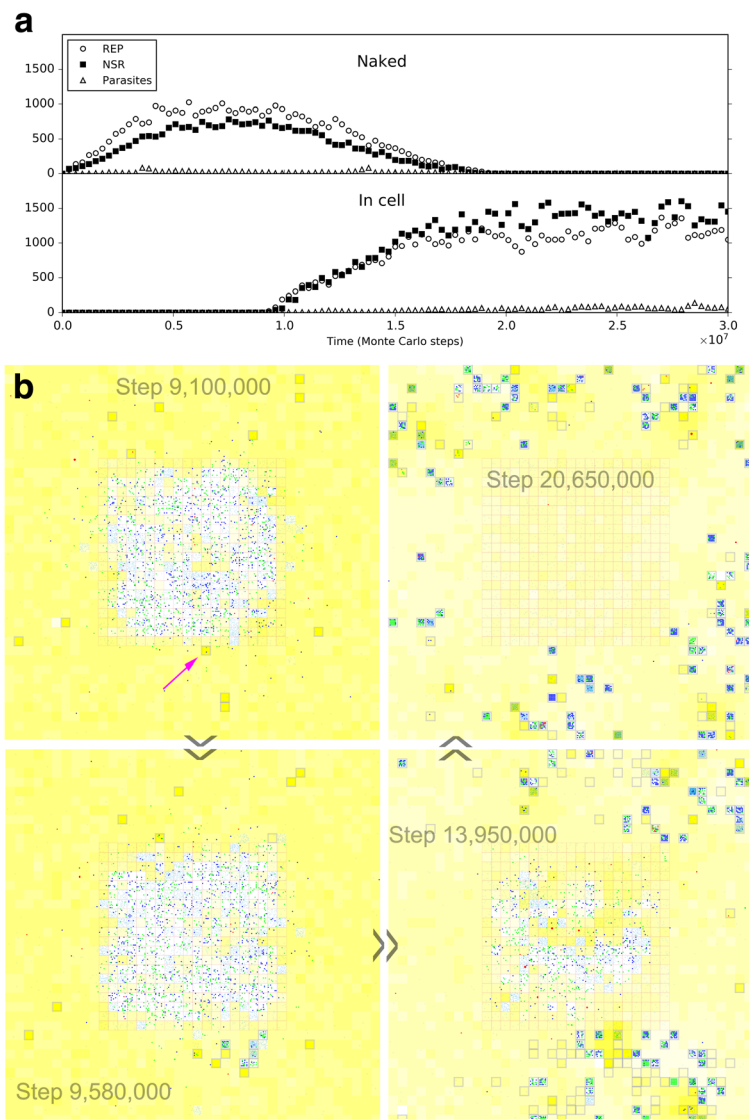 a
REP
NSR
Parasites
Naked
1500
1000
500
0
In cell
1500
1000
500
0
0.0 0.5 1.0 1.5 2.0 2.5 3.0
Time (Monte Carlo steps)
×10⁷
b
Step 9,100,000
Step 20,650,000
Step 13,950,000
Step 9,580,000